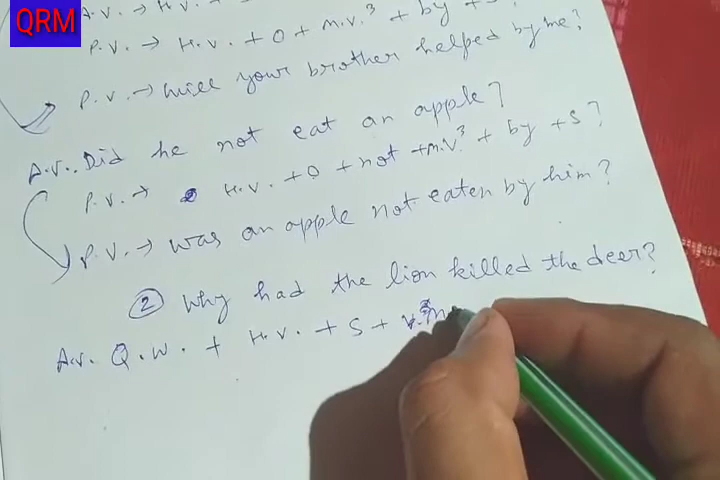 QRM
A.V. → H.V. +
P.V. → H.V. + O + M.V.³ + by +
P.V. → Will your brother helped by me?
A.V.. Did he not eat an apple?
P.V. → H.V. + O + not + M.V.³ + by + S?
P.V. → Was an apple not eaten by him?
② Why had the lion killed the deer?
A.V. Q.W. + H.V. + S +